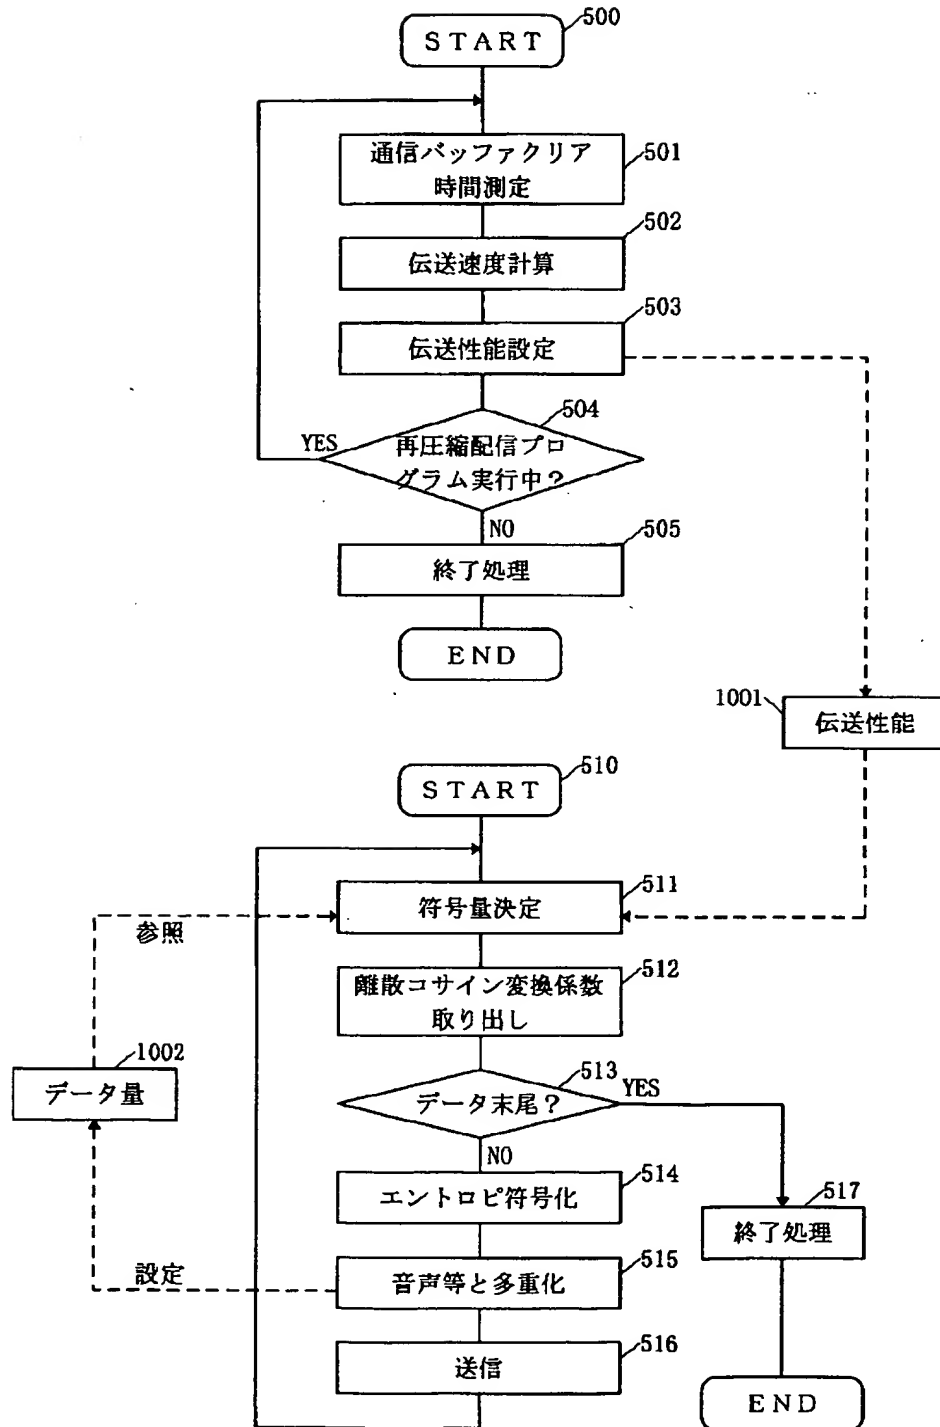 START
500
通信バッファクリア
時間測定
501
502
伝送速度計算
503
伝送性能設定
504
YES
再圧縮配信プロ
グラム実行中?
NO
505
終了処理
END
1001
伝送性能
START
510
511
符号量決定
参照
512
離散コサイン変換係数
取り出し
1002
データ量
513
YES
データ末尾?
NO
514
エントロピ符号化
517
終了処理
設定
515
音声等と多重化
516
送信
END